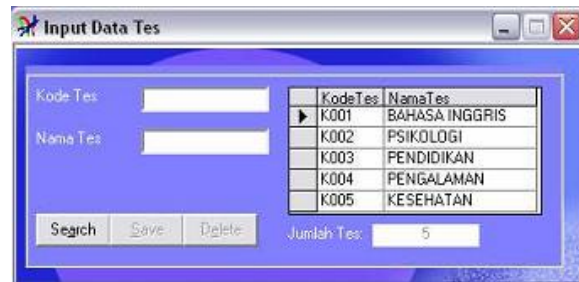 Input Data Tes
Kode Tes
Nama Tes
KodeTes NamaTes
K001 BAHASA INGGRIS
K002 PSIKOLOGI
K003 PENDIDIKAN
K004 PENGALAMAN
K005 KESEHATAN
Search Save Delete
Jumlah Tes: 5